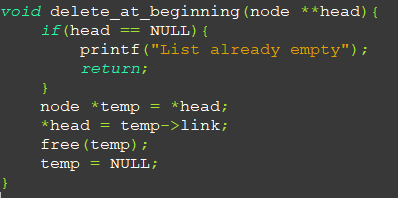 void delete_at_beginning(node **head){
    if(head == NULL){
        printf("List already empty");
        return;
    }
    node *temp = *head;
    *head = temp->link;
    free(temp);
    temp = NULL;
}